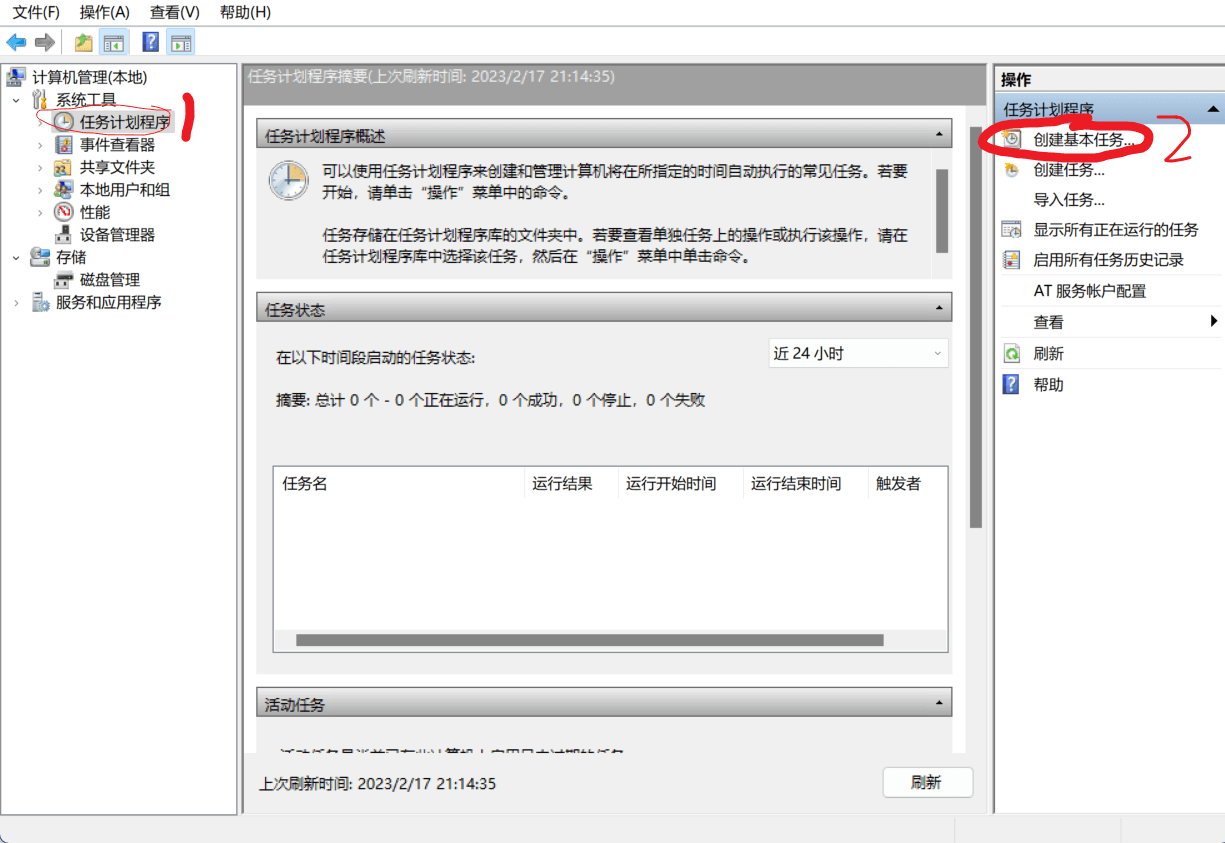 文件(F) 操作(A) 查看(V) 帮助(H)
计算机管理(本地)
系统工具
任务计划程序
事件查看器
共享文件夹
本地用户和组
性能
设备管理器
存储
磁盘管理
服务和应用程序
1
任务计划程序摘要(上次刷新时间: 2023/2/17 21:14:35)
任务计划程序概述
可以使用任务计划程序来创建和管理计算机将在所指定的时间自动执行的常见任务。若要
开始，请单击“操作”菜单中的命令。
任务存储在任务计划程序库的文件夹中。若要查看单独任务上的操作或执行该操作，请在
任务计划程序库中选择该任务，然后在“操作”菜单中单击命令。
任务状态
在以下时间段启动的任务状态:
近 24 小时
摘要: 总计 0 个 - 0 个正在运行，0 个成功，0 个停止，0 个失败
任务名 运行结果 运行开始时间 运行结束时间 触发者
活动任务
上次刷新时间: 2023/2/17 21:14:35
刷新
操作
任务计划程序
创建基本任务...
2
创建任务...
导入任务...
显示所有正在运行的任务
启用所有任务历史记录
AT 服务帐户配置
查看
刷新
帮助